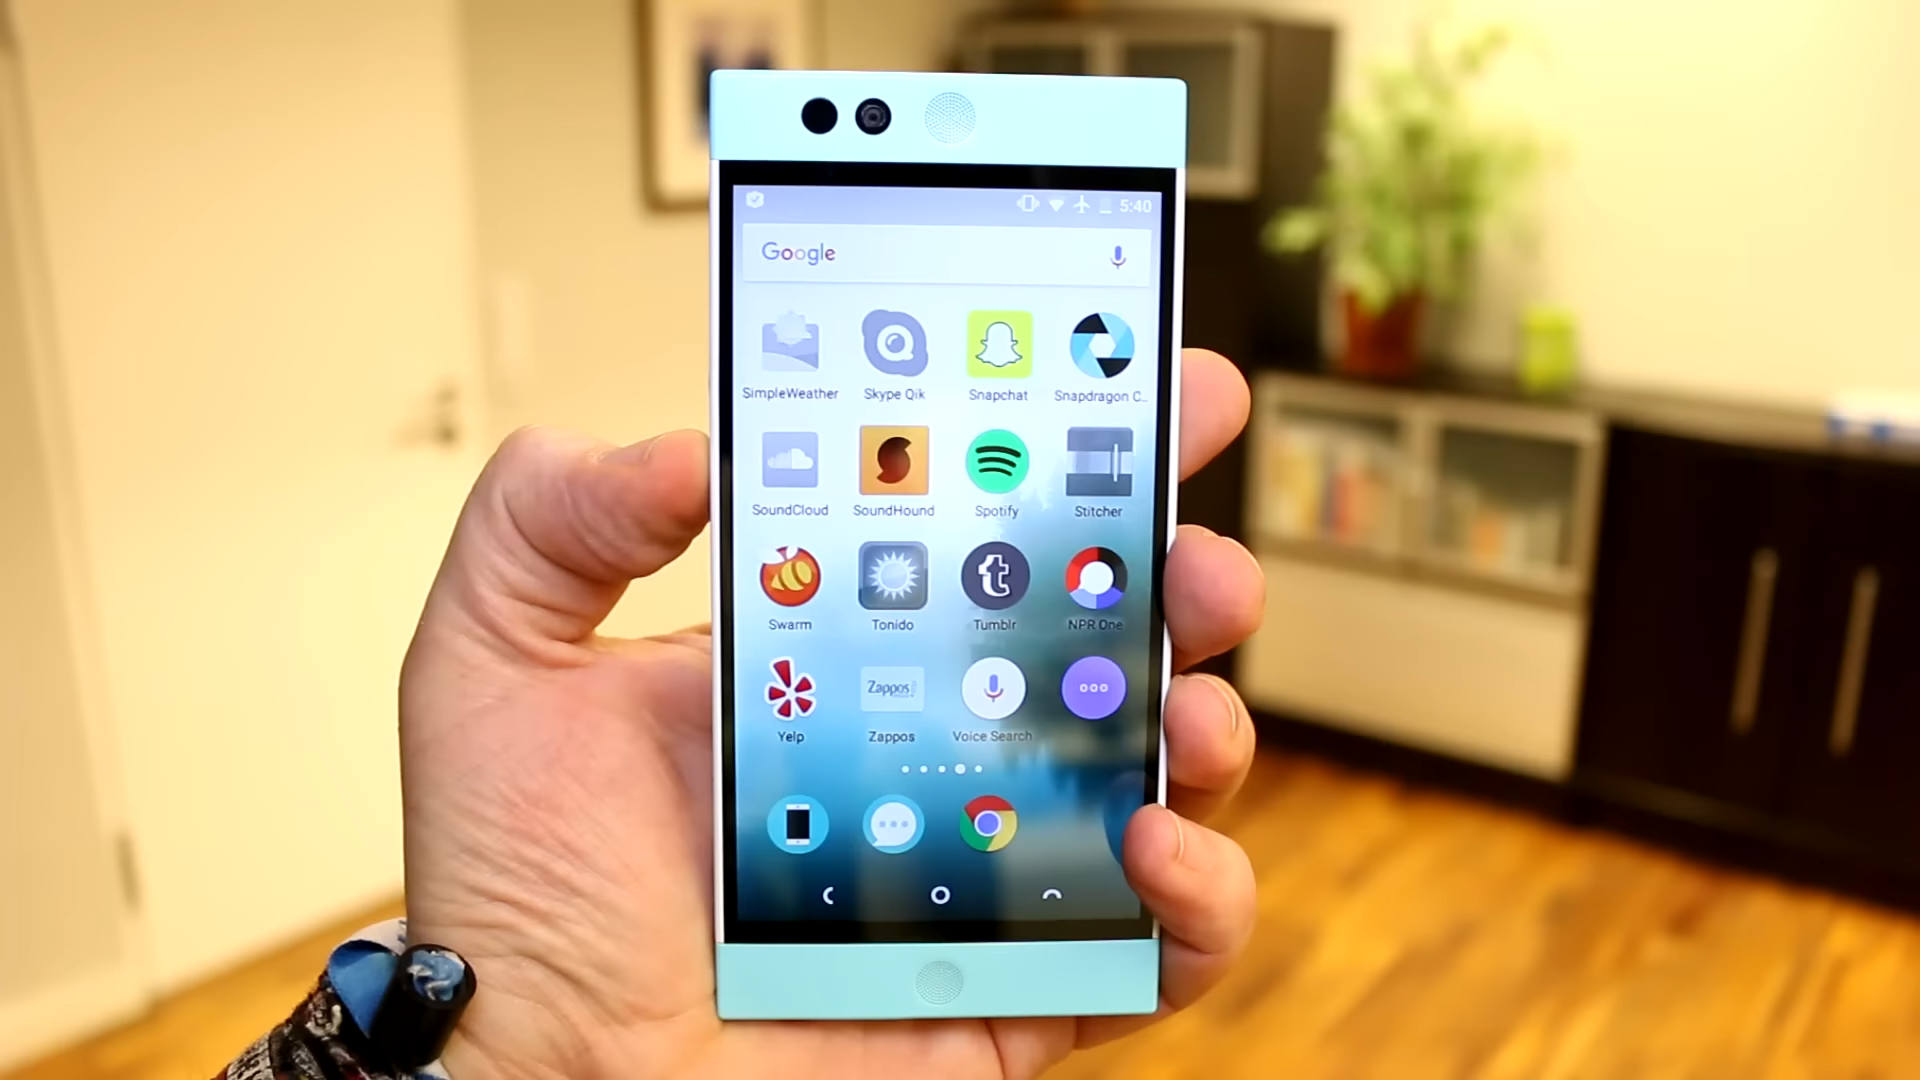 5:40
Google
SimpleWeather Skype Qik Snapchat Snapdragon C...
SoundCloud SoundHound Spotify Stitcher
Swarm Tonido Tumblr NPR One
Zappos
Yelp Zappos Voice Search